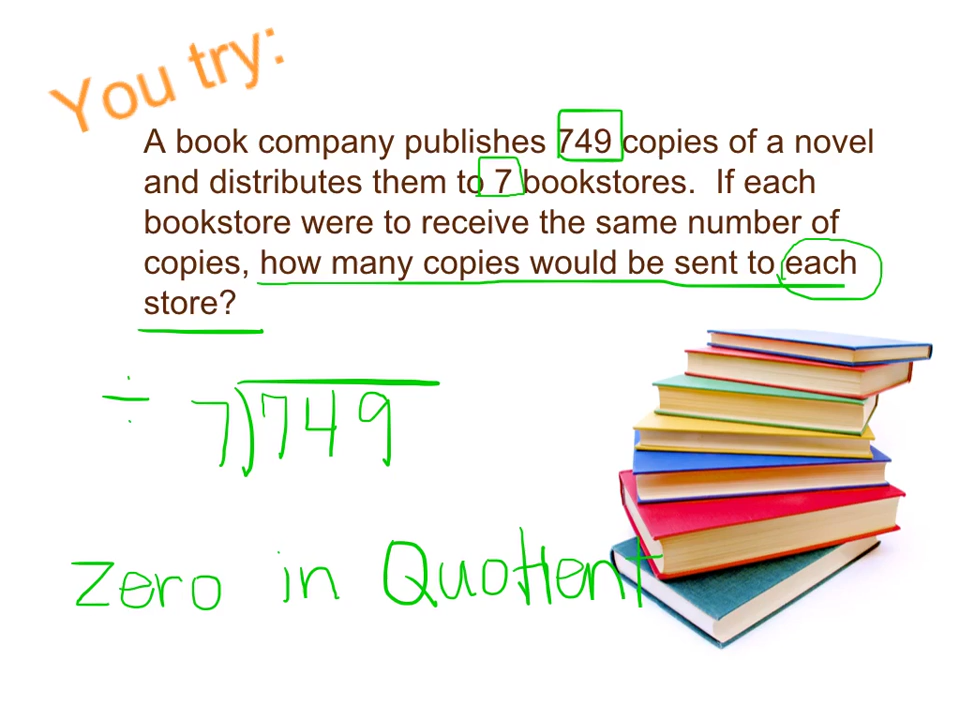 You try:
A book company publishes 749 copies of a novel
and distributes them to 7 bookstores.  If each
bookstore were to receive the same number of
copies, how many copies would be sent to each
store?
÷ 7)749
zero in Quotient